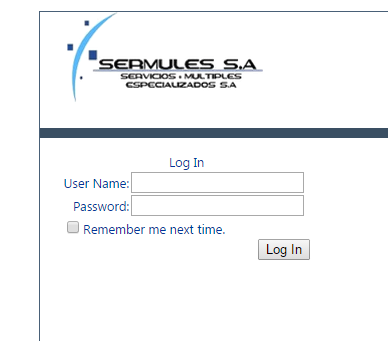 SERMULES S.A
SERVICIOS MULTIPLES
ESPECIALIZADOS S.A
Log In
User Name:
Password:
Remember me next time.
Log In